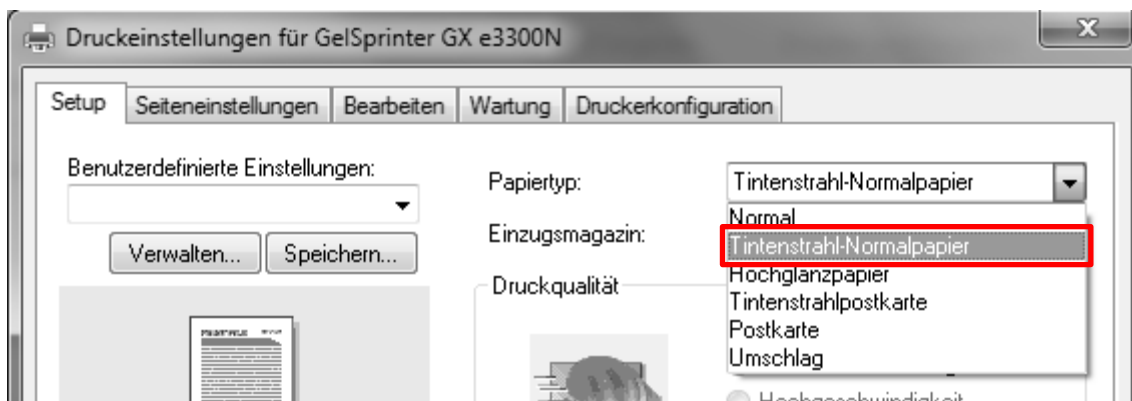 Druckeinstellungen für GelSprinter GX e3300N
Setup Seiteneinstellungen Bearbeiten Wartung Druckerkonfiguration
Benutzerdefinierte Einstellungen:
Verwalten... Speichern...
Papiertyp: Tintenstrahl-Normalpapier
Einzugsmagazin:
Druckqualität
Normal
Tintenstrahl-Normalpapier
Hochglanzpapier
Tintenstrahlpostkarte
Postkarte
Umschlag
Hochgeschwindigkeit